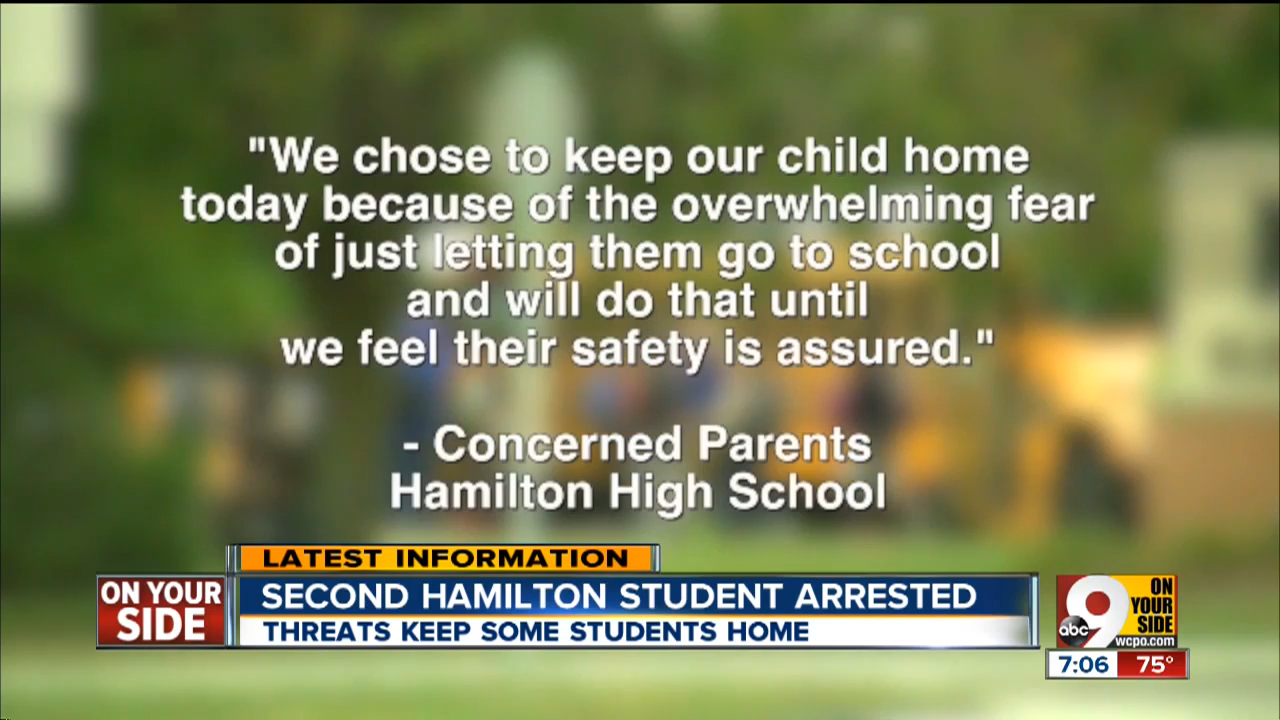 "We chose to keep our child home
today because of the overwhelming fear
of just letting them go to school
and will do that until
we feel their safety is assured."
- Concerned Parents
Hamilton High School
LATEST INFORMATION
ON YOUR
SIDE
SECOND HAMILTON STUDENT ARRESTED
THREATS KEEP SOME STUDENTS HOME
abc 9
ON
YOUR
SIDE
wcpo.com
7:06 75°